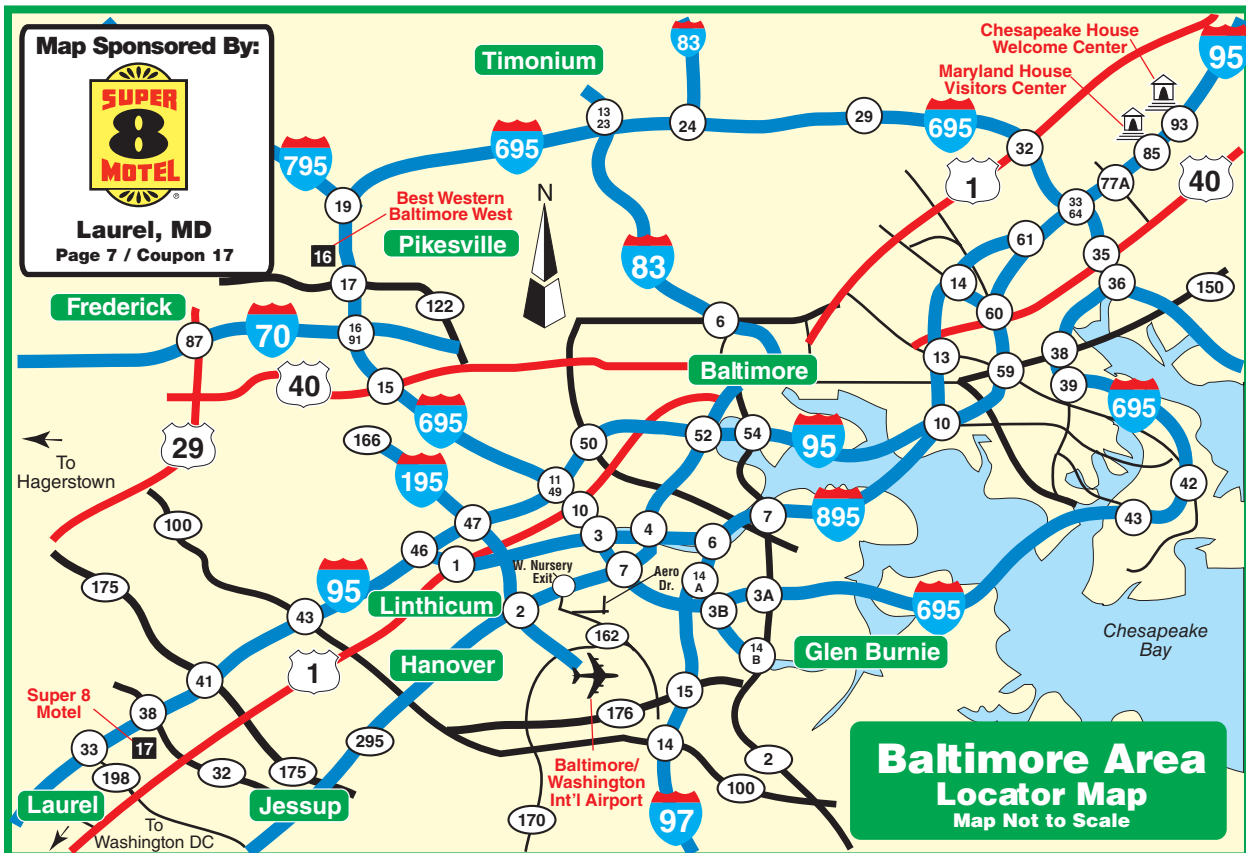 Map Sponsored By:
SUPER
8
MOTEL
®
Laurel, MD
Page 7 / Coupon 17
Timonium
83
Chesapeake House
Welcome Center
95
Maryland House
Visitors Center
13
23
24
29
695
32
93
85
795
695
1
77A
40
19
Best Western
Baltimore West
N
33
64
16
Pikesville
61
35
83
17
14
36
150
Frederick
122
60
70
6
87
16
91
13
38
Baltimore
59
40
15
39
695
695
10
29
166
50
52
54
95
To
Hagerstown
195
11
49
42
10
7
895
43
100
47
3
4
6
46
1
W. Nursery
Exit
7
Aero
Dr.
14
A
175
95
3A
Linthicum
2
3B
695
43
162
Chesapeake
Bay
Hanover
14
B
Glen Burnie
1
41
15
Super 8
Motel
38
176
17
33
295
14
Baltimore Area
Locator Map
Map Not to Scale
198
32
175
Baltimore/
Washington
Int'l Airport
2
100
Laurel
Jessup
170
97
To
Washington DC